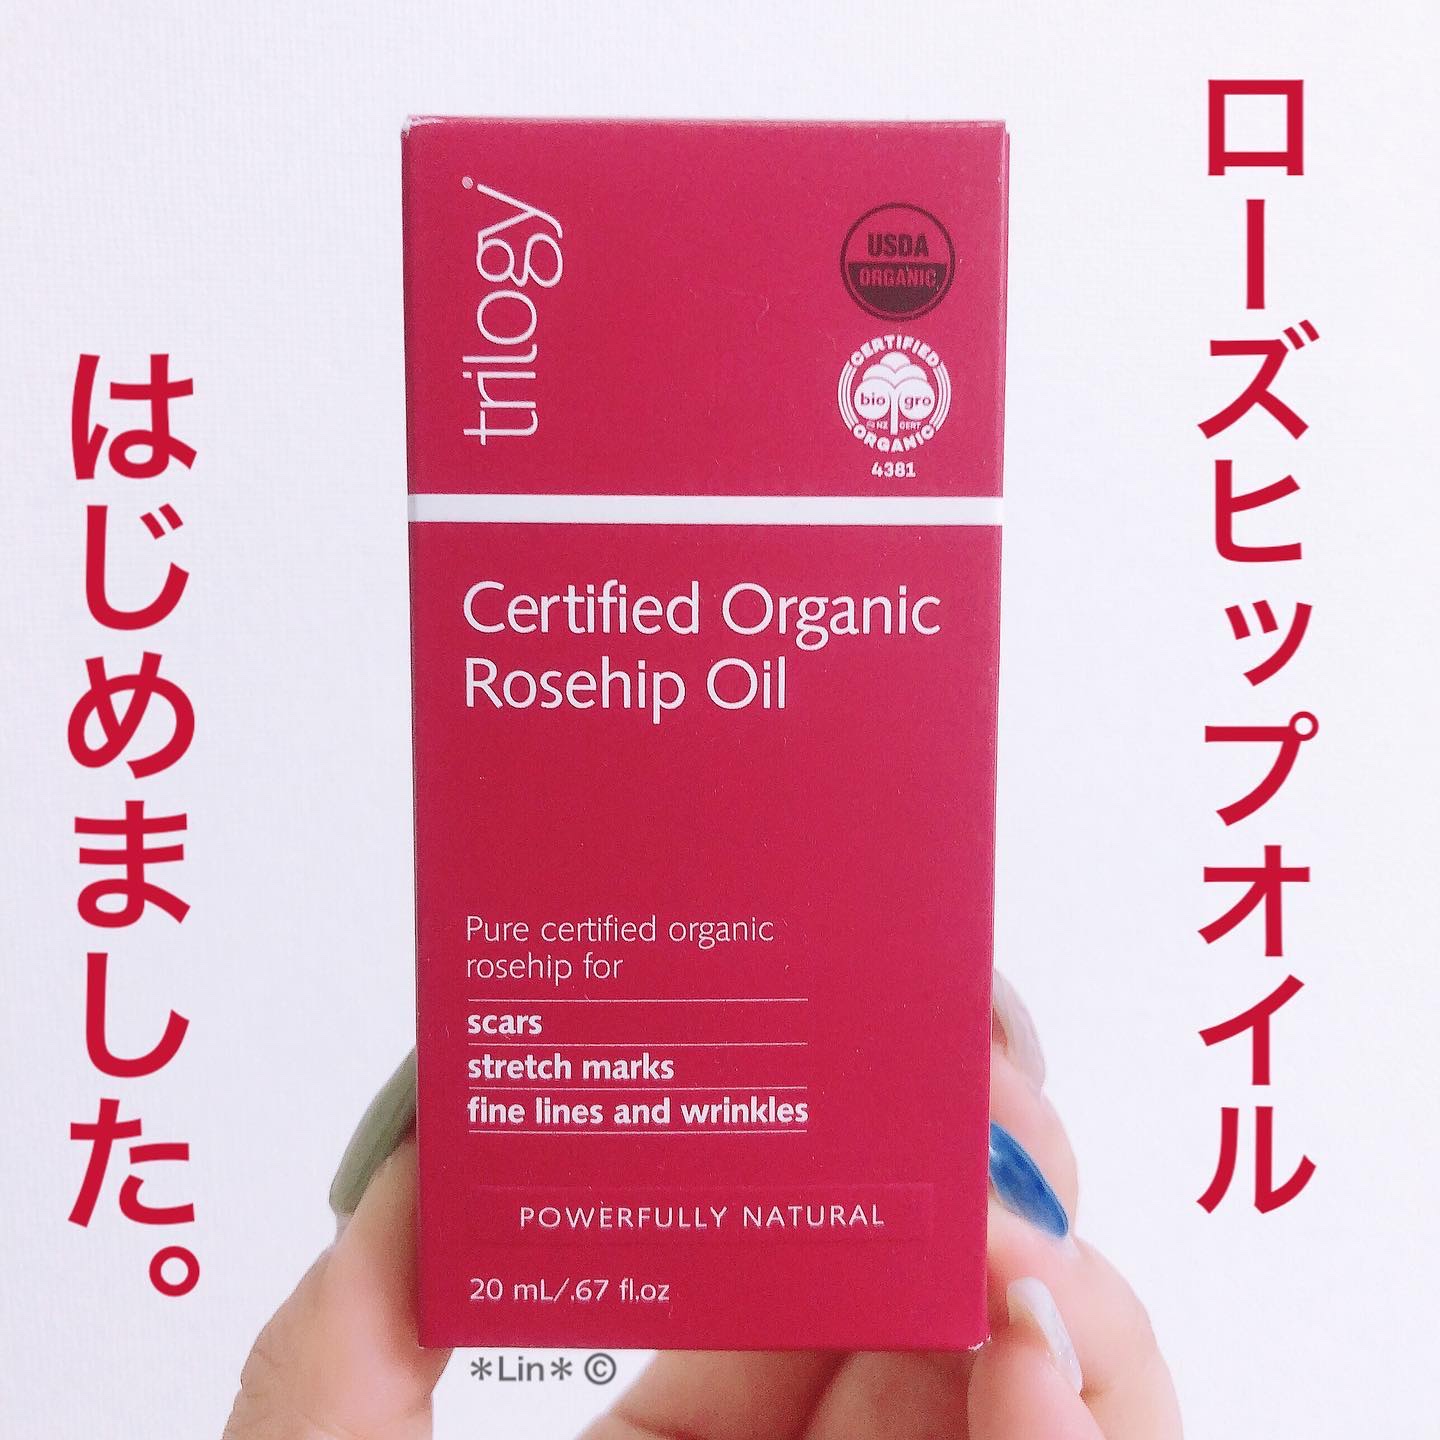 ローズヒップオイル
はじめました。
trilogy
USDA
ORGANIC
CERTIFIED
bio gro
NZ CERT
ORGANIC
4381
Certified Organic
Rosehip Oil
Pure certified organic
rosehip for
scars
stretch marks
fine lines and wrinkles
POWERFULLY NATURAL
20 mL/.67 fl.oz
*Lin* ©